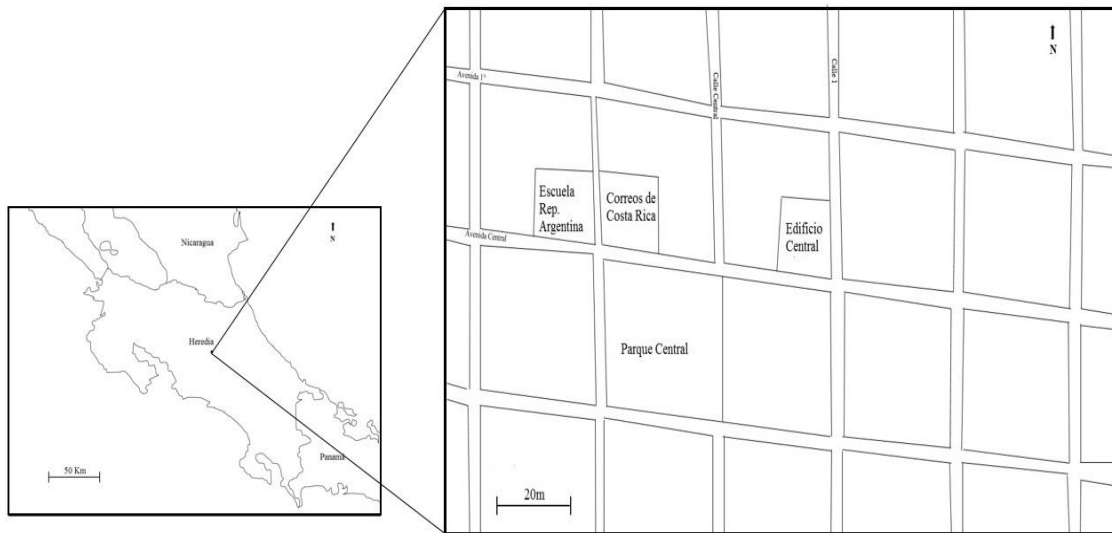 N
Nicaragua
Heredia
Panamá
50 Km
N
Avenida 1ª
Calle Central
Calle 1
Escuela
Rep.
Argentina
Correos de
Costa Rica
Edificio
Central
Avenida Central
Parque Central
20m